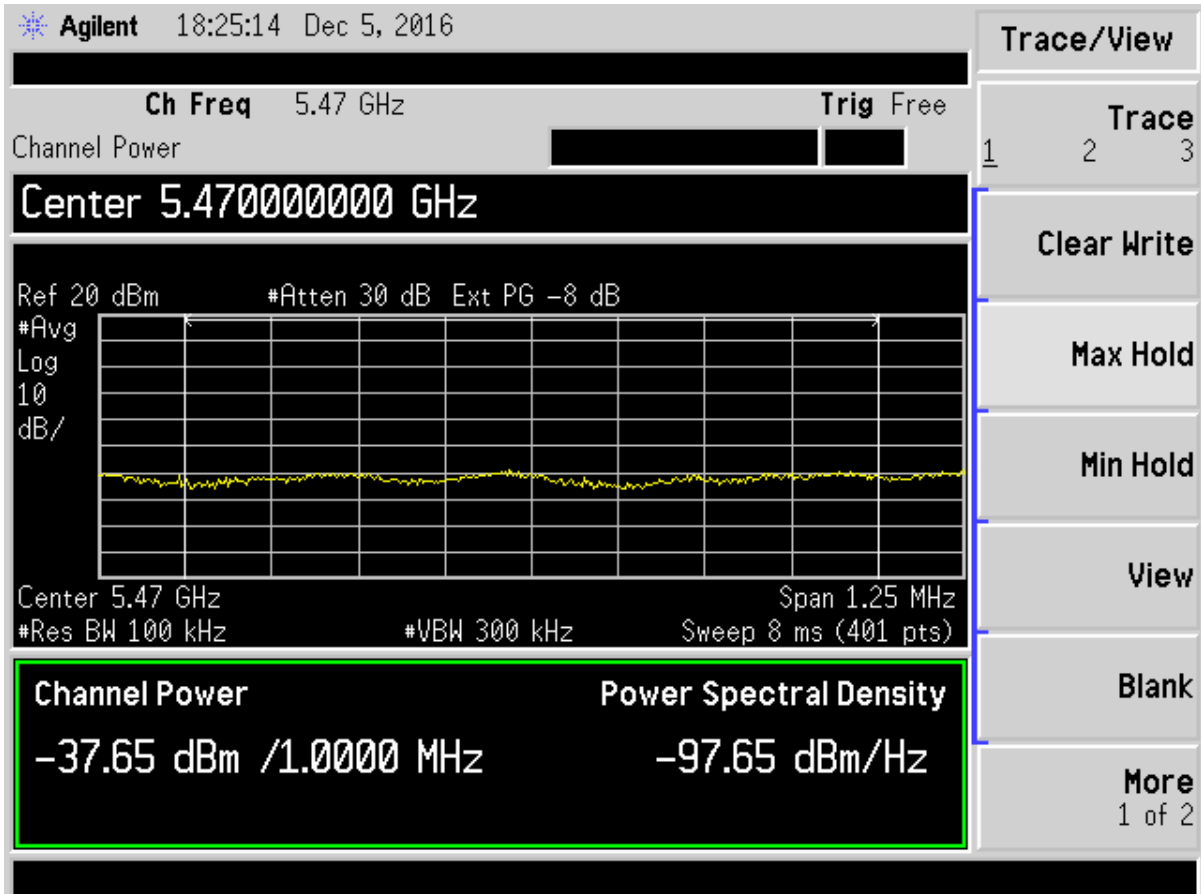 Agilent 18:25:14 Dec 5, 2016
Ch Freq 5.47 GHz Trig Free
Channel Power
Center 5.470000000 GHz
Ref 20 dBm #Atten 30 dB Ext PG -8 dB
#Avg
Log
10
dB/
Center 5.47 GHz Span 1.25 MHz
#Res BW 100 kHz #VBW 300 kHz Sweep 8 ms (401 pts)
Channel Power Power Spectral Density
-37.65 dBm /1.0000 MHz -97.65 dBm/Hz
Trace/View
Trace
1 2 3
Clear Write
Max Hold
Min Hold
View
Blank
More
1 of 2